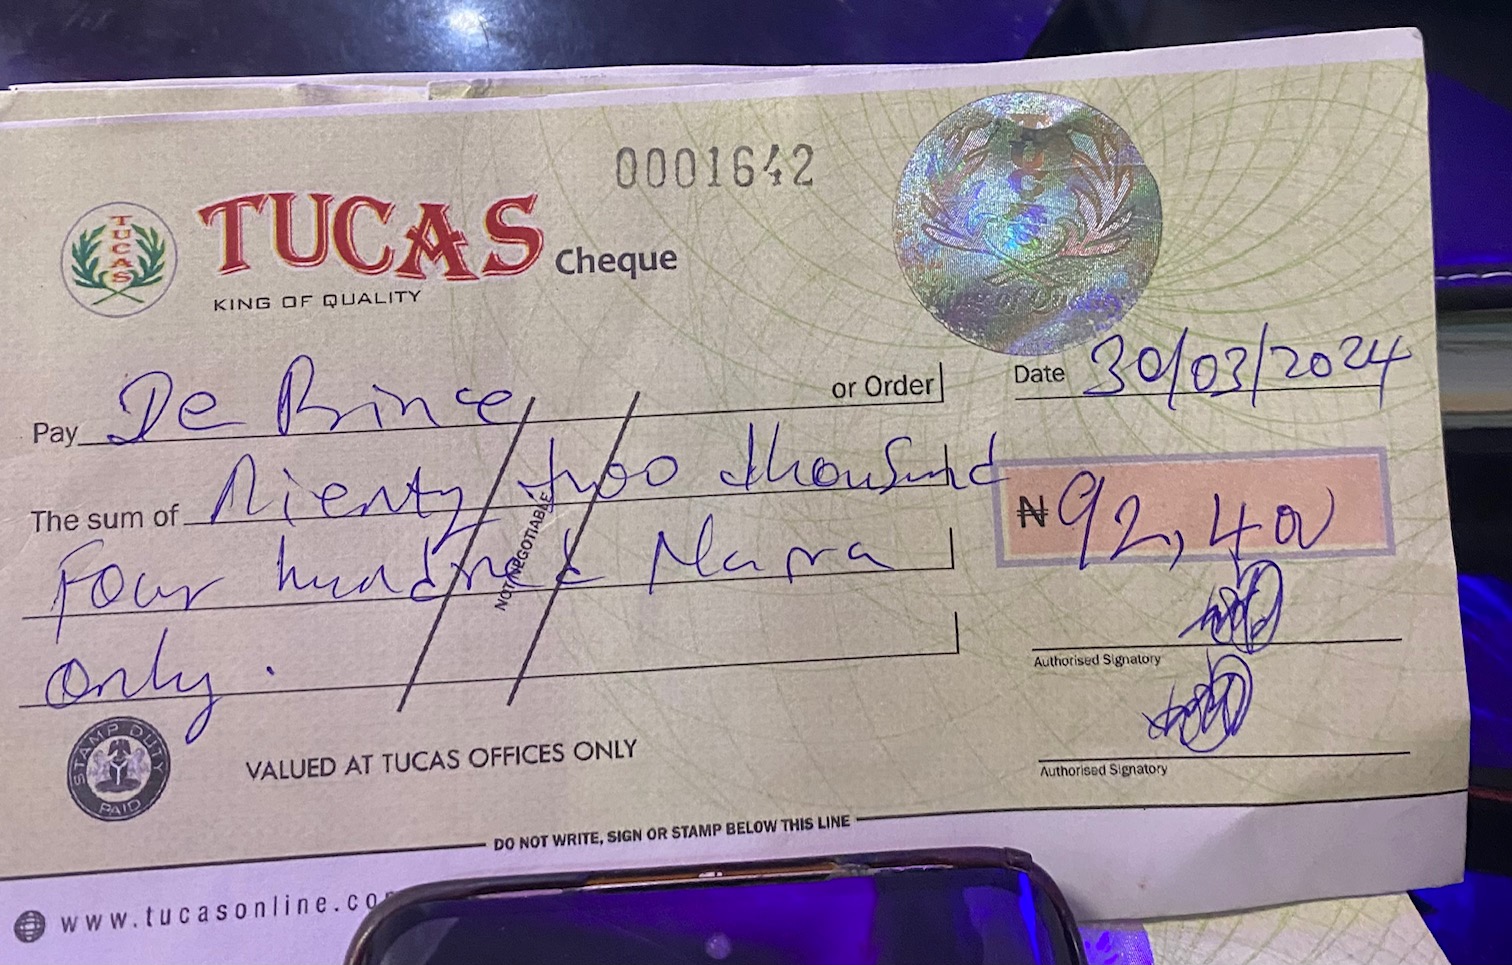 0001642
TUCAS Cheque
KING OF QUALITY
TUCAS
Pay De Prince or Order
Date 30/03/2024
The sum of Nienty two thousand
₦92,400
Four hundred Naira
only.
NOT NEGOTIABLE
Authorised Signatory
Authorised Signatory
STAMP DUTY PAID
VALUED AT TUCAS OFFICES ONLY
DO NOT WRITE, SIGN OR STAMP BELOW THIS LINE
www.tucasonline.co